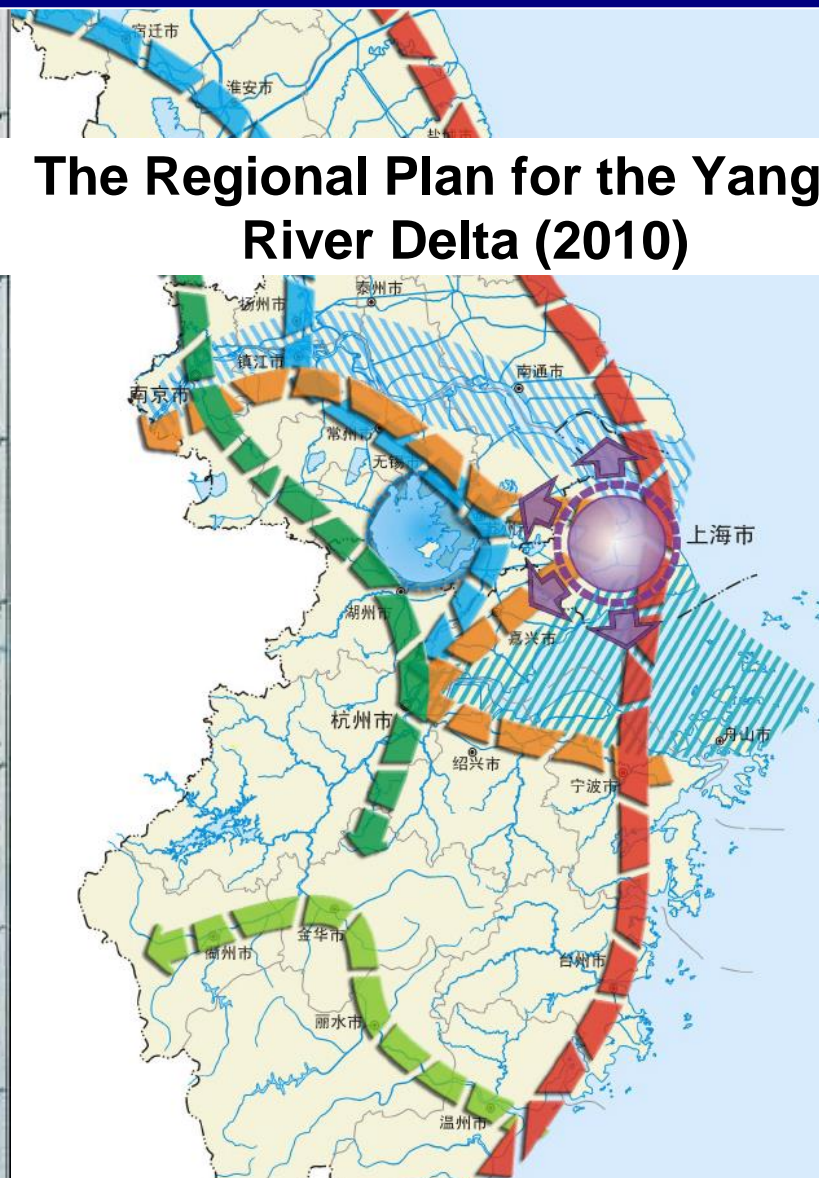 宿迁市
淮安市
盐城市
The Regional Plan for the Yang
River Delta (2010)
泰州市
扬州市
镇江市
南通市
南京市
常州市
无锡市
上海市
湖州市
嘉兴市
杭州市
舟山市
绍兴市
宁波市
金华市
衢州市
台州市
丽水市
温州市